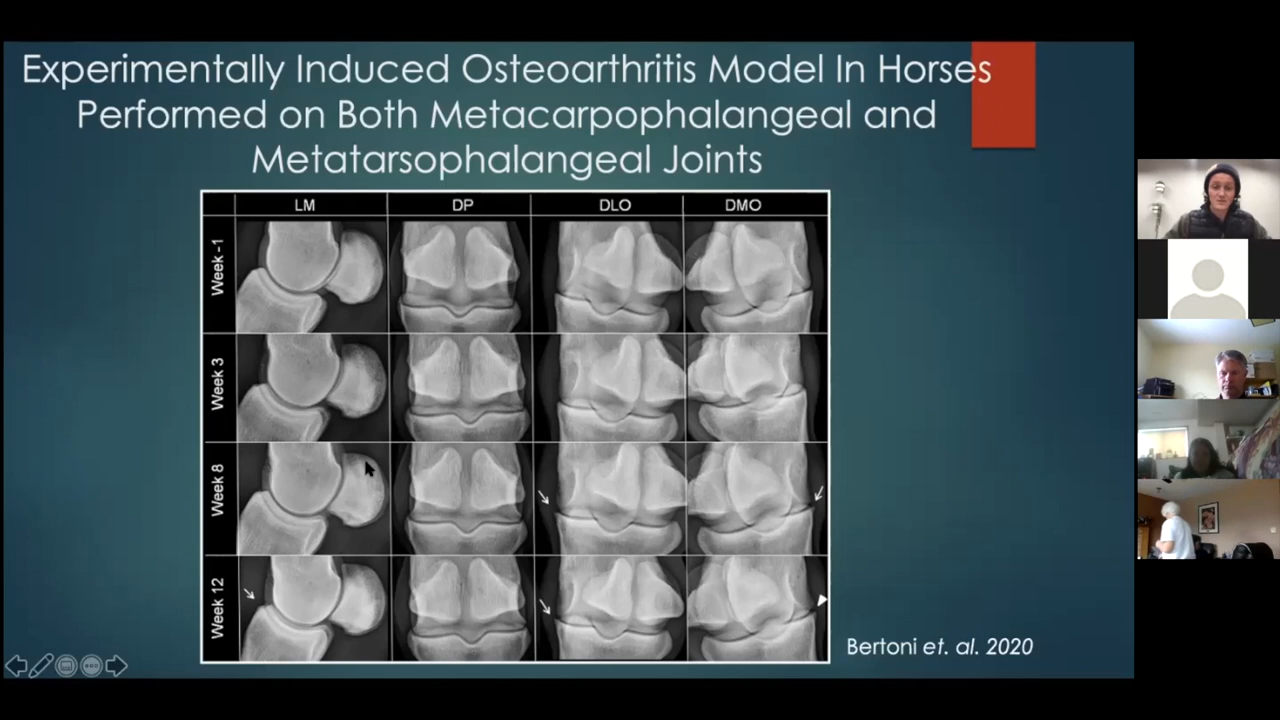 Experimentally Induced Osteoarthritis Model In Horses
Performed on Both Metacarpophalangeal and
Metatarsophalangeal Joints
LM DP DLO DMO
Week -1
Week 3
Week 8
Week 12
Bertoni et. al. 2020